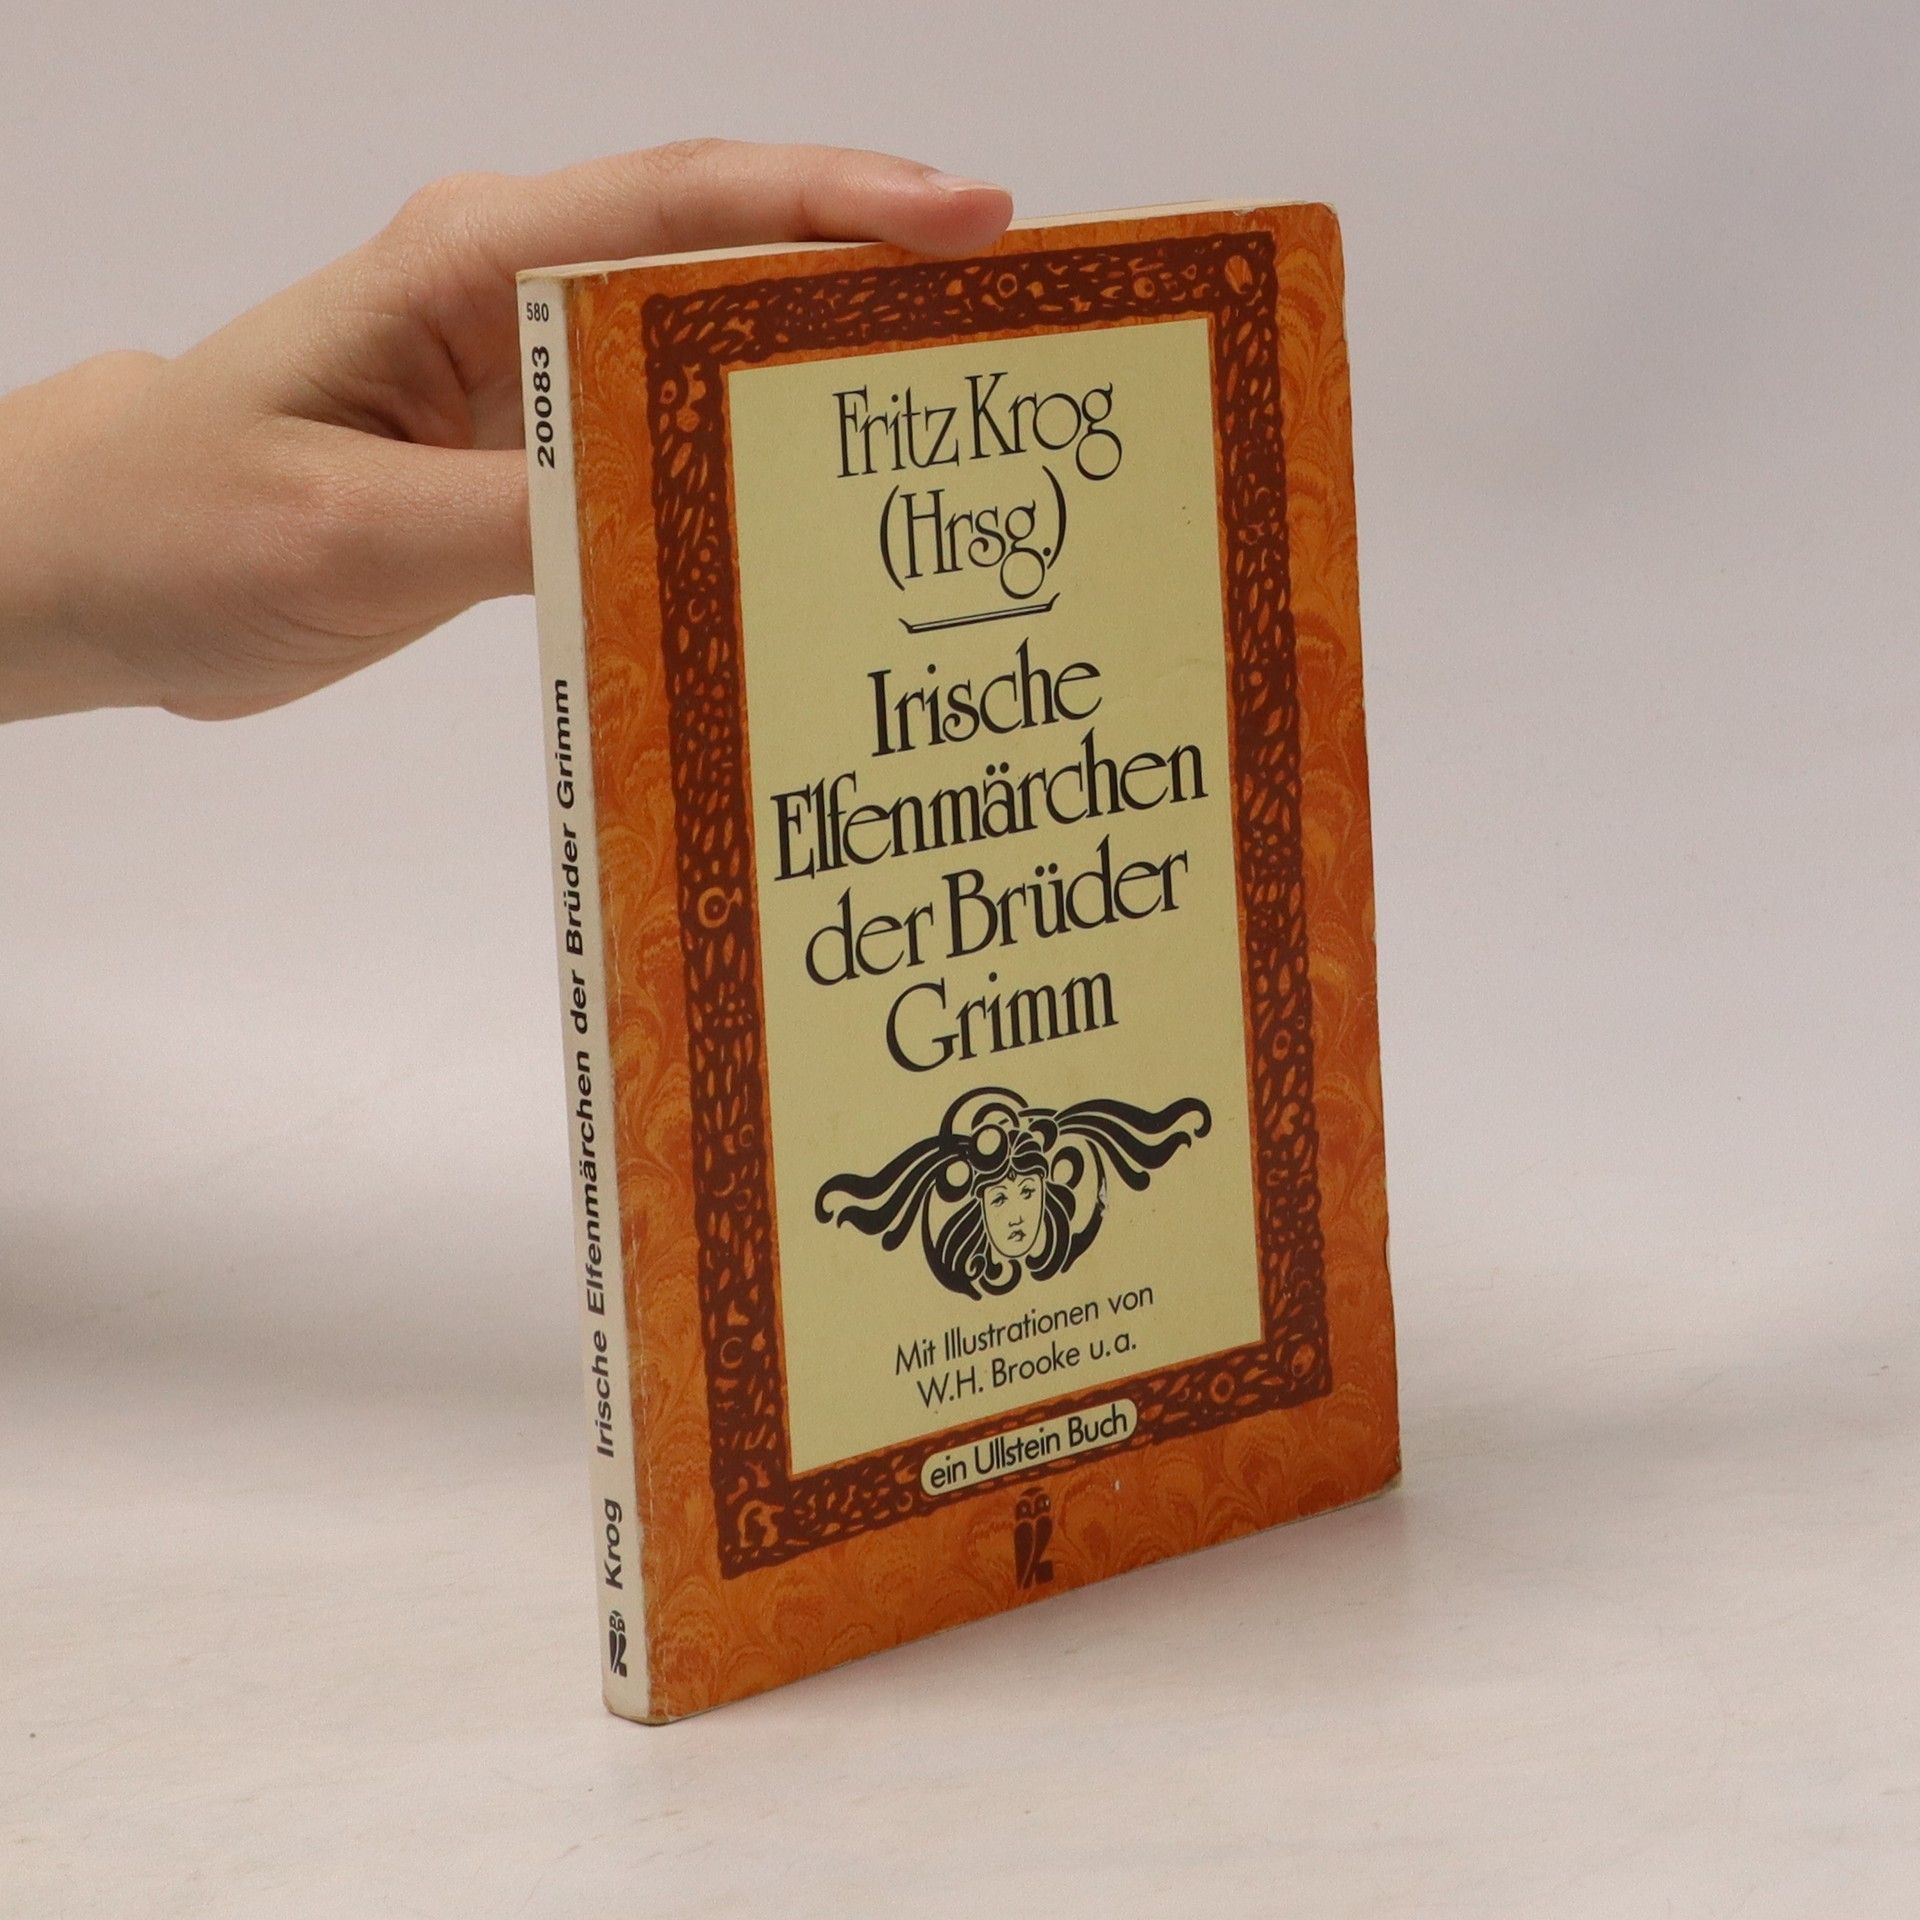 580
20083
Krog Irische Elfenmärchen der Brüder Grimm
Fritz Krog
(Hrsg.)
Irische
Elfenmärchen
der Brüder
Grimm
Mit Illustrationen von
W.H. Brooke u.a.
ein Ullstein Buch